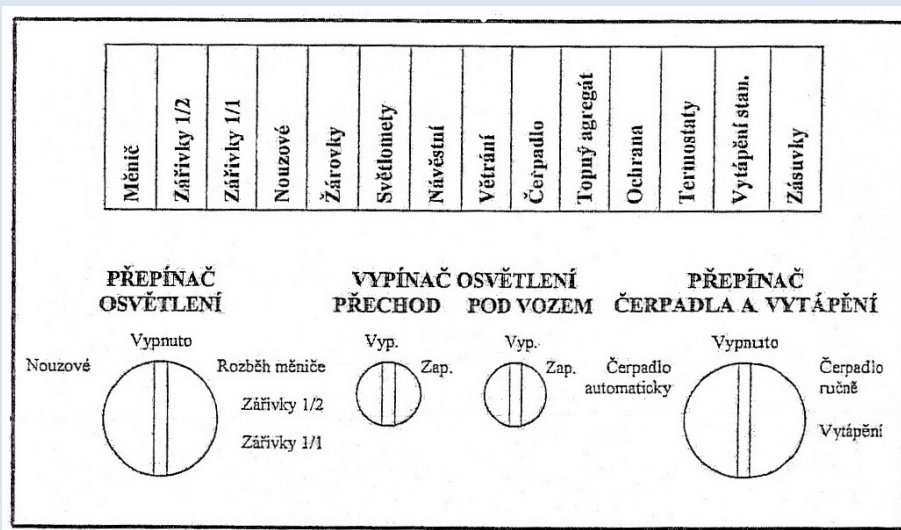 Měnič
Zářivky 1/2
Zářivky 1/1
Nouzové
Žárovky
Světlomety
Návěstní
Větrání
Čerpadlo
Topný agregát
Ochrana
Termostaty
Vytápění stan.
Zásuvky
PŘEPÍNAČ
OSVĚTLENÍ
Vypnuto
Nouzové
Rozběh měniče
Zářivky 1/2
Zářivky 1/1
VYPÍNAČ OSVĚTLENÍ
PŘECHOD POD VOZEM
Vyp.
Zap.
Vyp.
Zap.
PŘEPÍNAČ
ČERPADLA A VYTÁPĚNÍ
Vypnuto
Čerpadlo
automaticky
Čerpadlo
ručně
Vytápění